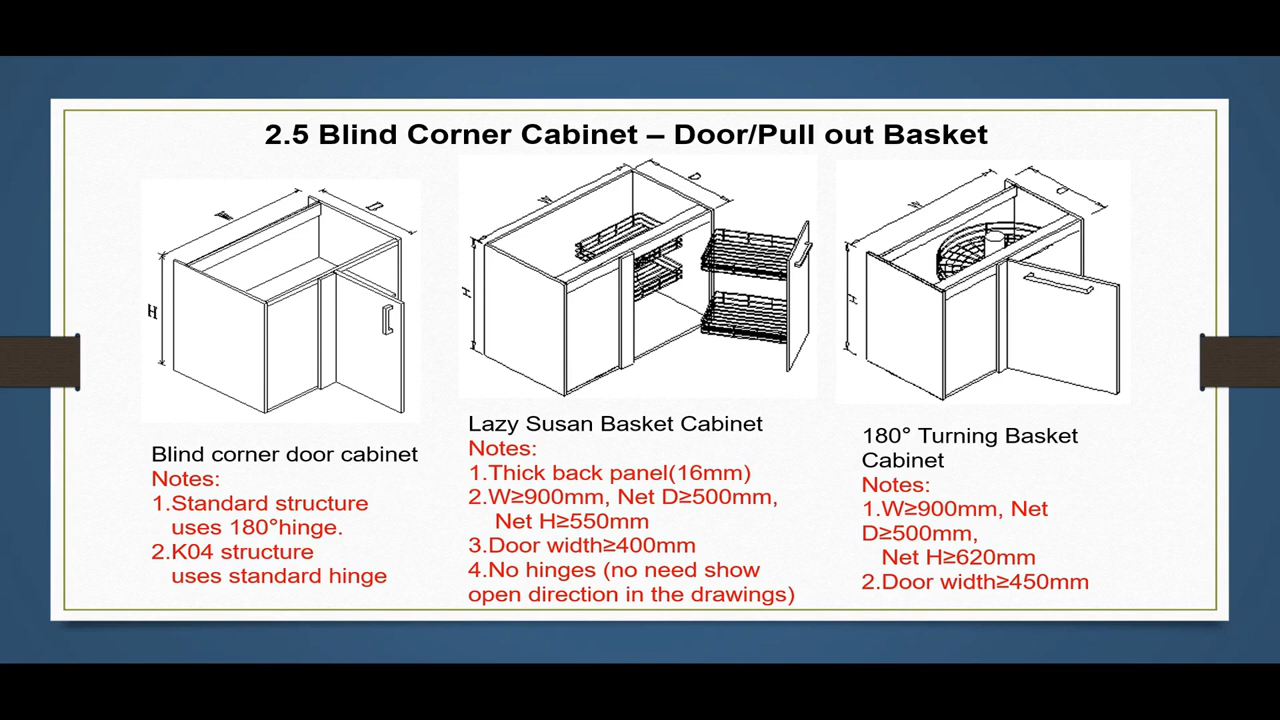 2.5 Blind Corner Cabinet – Door/Pull out Basket
W
D
H
W
D
H
W
D
H
Blind corner door cabinet
Notes:
1.Standard structure
uses 180°hinge.
2.K04 structure
uses standard hinge
Lazy Susan Basket Cabinet
Notes:
1.Thick back panel(16mm)
2.W≥900mm, Net D≥500mm,
Net H≥550mm
3.Door width≥400mm
4.No hinges (no need show
open direction in the drawings)
180° Turning Basket
Cabinet
Notes:
1.W≥900mm, Net
D≥500mm,
Net H≥620mm
2.Door width≥450mm